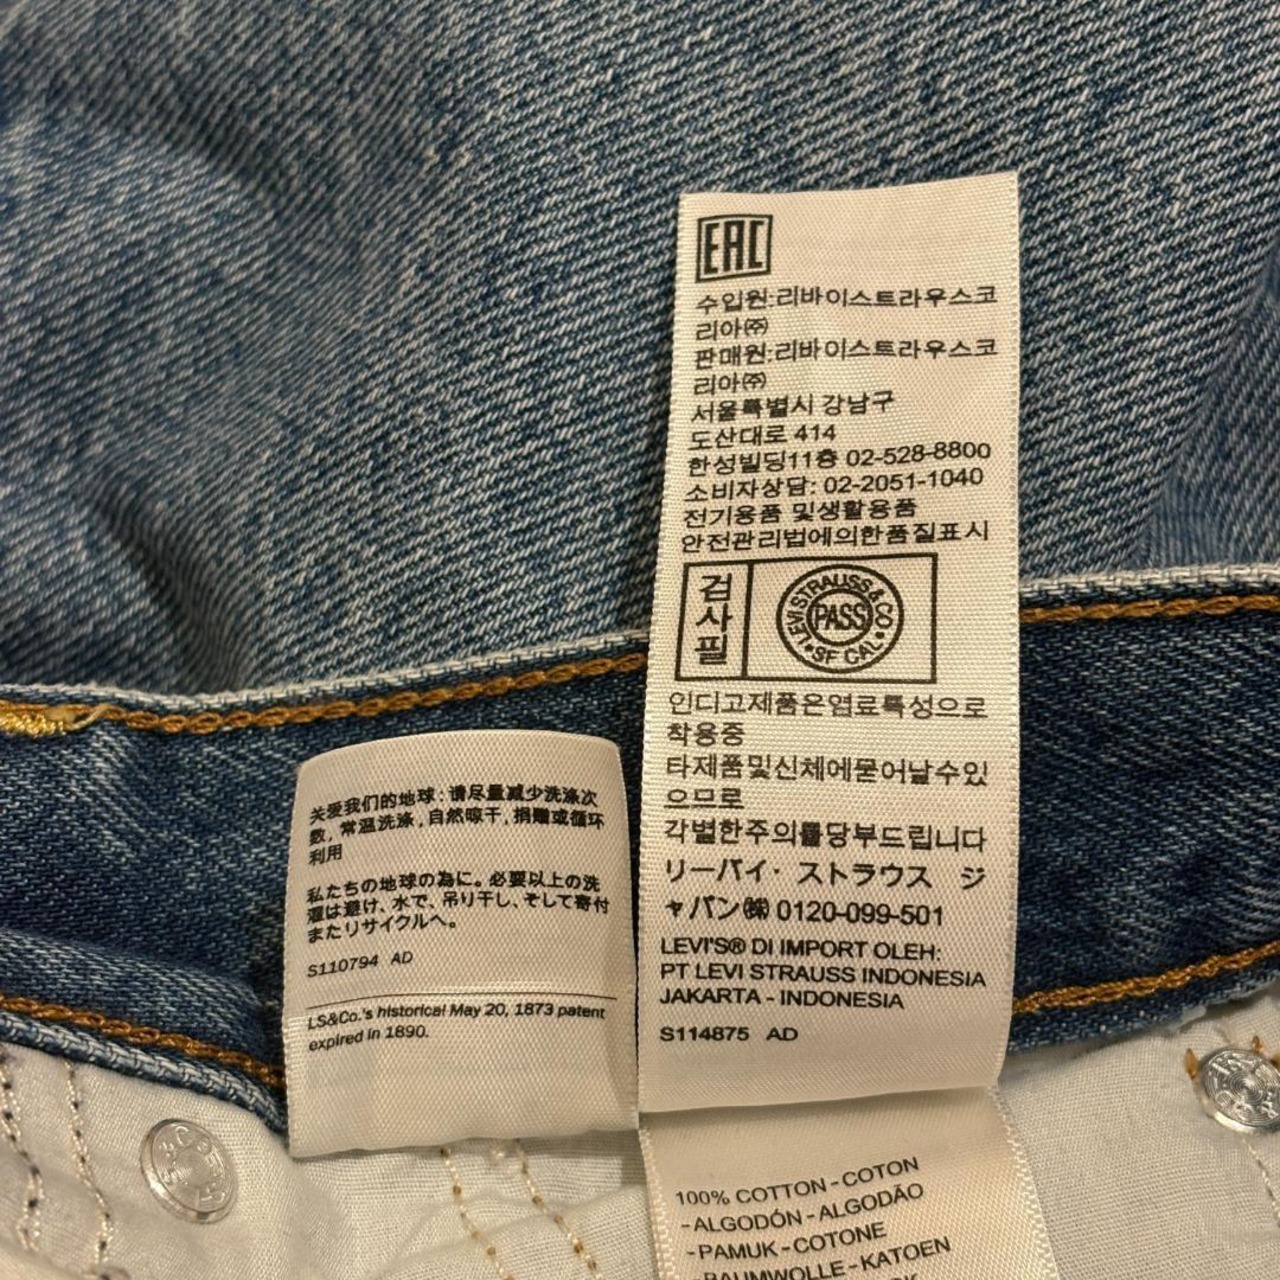 EAC
수입원:리바이스트라우스코
리아㈜
판매원:리바이스트라우스코
리아㈜
서울특별시 강남구
도산대로 414
한성빌딩11층 02-528-8800
소비자상담: 02-2051-1040
전기용품 및생활용품
안전관리법에의한품질표시
검사필
LEVI STRAUSS & CO
PASS
SF CAL
인디고제품은염료특성으로
착용중
타제품및신체에묻어날수있
으므로
각별한주의를당부드립니다
リーバイ・ ストラウス ジ
ャパン㈱ 0120-099-501
LEVI'S® DI IMPORT OLEH:
PT LEVI STRAUSS INDONESIA
JAKARTA - INDONESIA
S114875 AD
关爱我们的地球:请尽量减少洗涤次
数,常温洗涤,自然晾干,捐赠或循环
利用
私たちの地球の為に。必要以上の洗
濯は避け、水で、吊り干し、そして寄付
またリサイクルへ。
S110794 AD
LS&Co.'s historical May 20, 1873 patent
expired in 1890.
100% COTTON - COTON
- ALGODÓN - ALGODÃO
- PAMUK - COTONE
- BAUMWOLLE - KATOEN